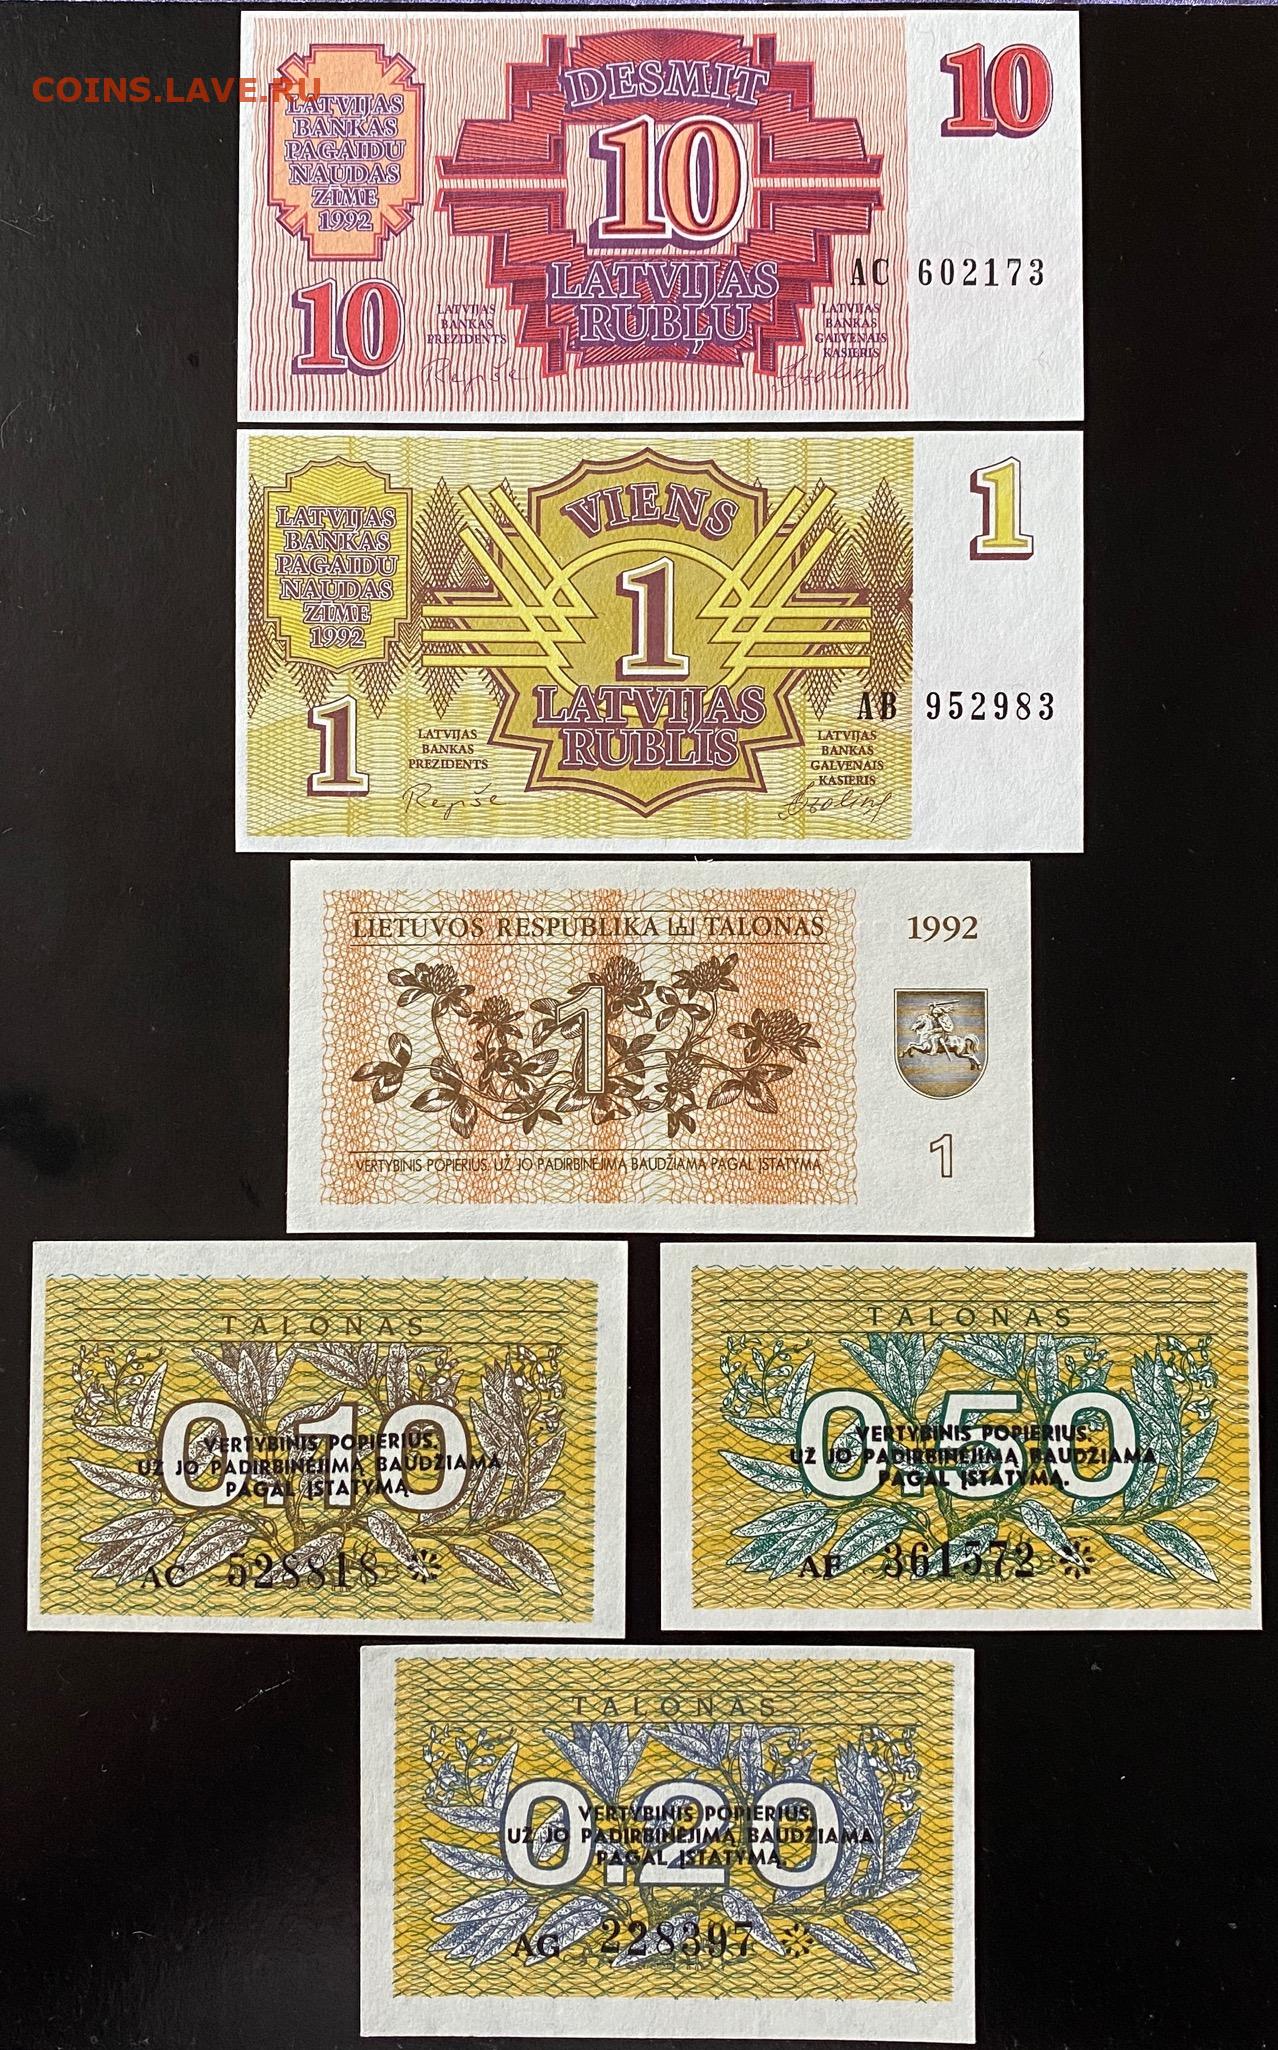 COINS.LAVE.RU
LATVIJAS
BANKAS
PAGAIDU
NAUDAS
ZĪME
1992
DESMIT
10
LATVIJAS
RUBĻU
10
AC 602173
10
LATVIJAS
BANKAS
PREZIDENTS
LATVIJAS
BANKAS
GALVENAIS
KASIERIS
LATVIJAS
BANKAS
PAGAIDU
NAUDAS
ZĪME
1992
VIENS
1
LATVIJAS
RUBLIS
1
AB 952983
1
LATVIJAS
BANKAS
PREZIDENTS
LATVIJAS
BANKAS
GALVENAIS
KASIERIS
LIETUVOS RESPUBLIKA TALONAS
1992
1
VERTYBINIS POPIERIUS. UŽ JO PADIRBINĖJIMĄ BAUDŽIAMA PAGAL ĮSTATYMĄ
1
TALONAS
0.10
VERTYBINIS POPIERIUS.
UŽ JO PADIRBINĖJIMĄ BAUDŽIAMA
PAGAL ĮSTATYMĄ.
AC 528818
TALONAS
0.50
VERTYBINIS POPIERIUS.
UŽ JO PADIRBINĖJIMĄ BAUDŽIAMA
PAGAL ĮSTATYMĄ.
AF 361572
TALONAS
0.20
VERTYBINIS POPIERIUS.
UŽ JO PADIRBINĖJIMĄ BAUDŽIAMA
PAGAL ĮSTATYMĄ.
AG 228397